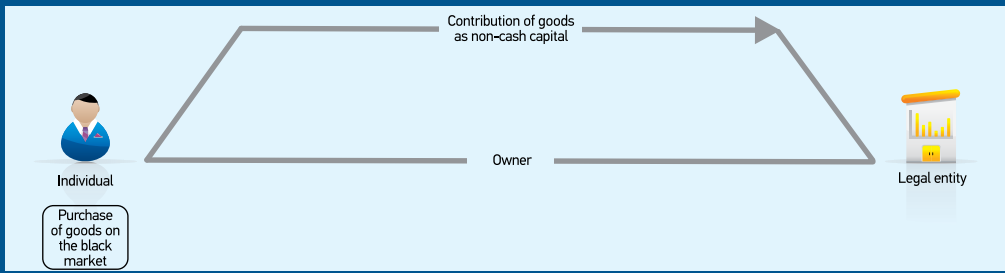 Contribution of goods
as non-cash capital
Owner
Individual
Legal entity
Purchase
of goods on
the black
market